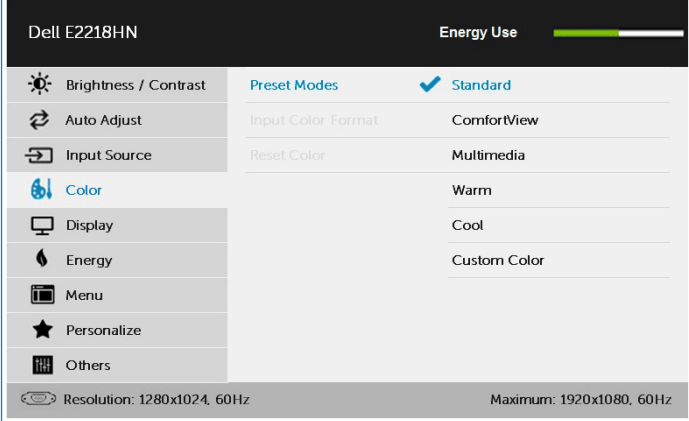 Dell E2218HN Energy Use
Brightness / Contrast Preset Modes Standard
Auto Adjust Input Color Format ComfortView
Input Source Reset Color Multimedia
Color Warm
Display Cool
Energy Custom Color
Menu
Personalize
Others
Resolution: 1280x1024, 60Hz Maximum: 1920x1080, 60Hz